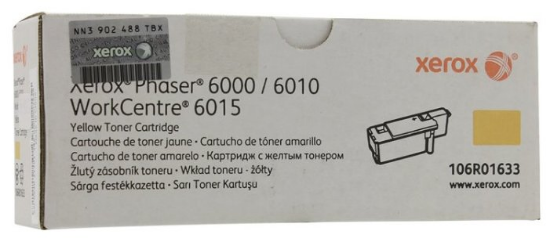 NN3 902 488 TBX
xerox
Xerox® Phaser® 6000 / 6010
WorkCentre® 6015
Yellow Toner Cartridge
Cartouche de toner jaune - Cartucho de tóner amarillo
Cartucho de toner amarelo - Картридж с желтым тонером
Žlutý zásobník toneru - Wkład toneru - żółty
Sárga festékkazetta - Sarı Toner Kartuşu
xerox
106R01633
www.xerox.com